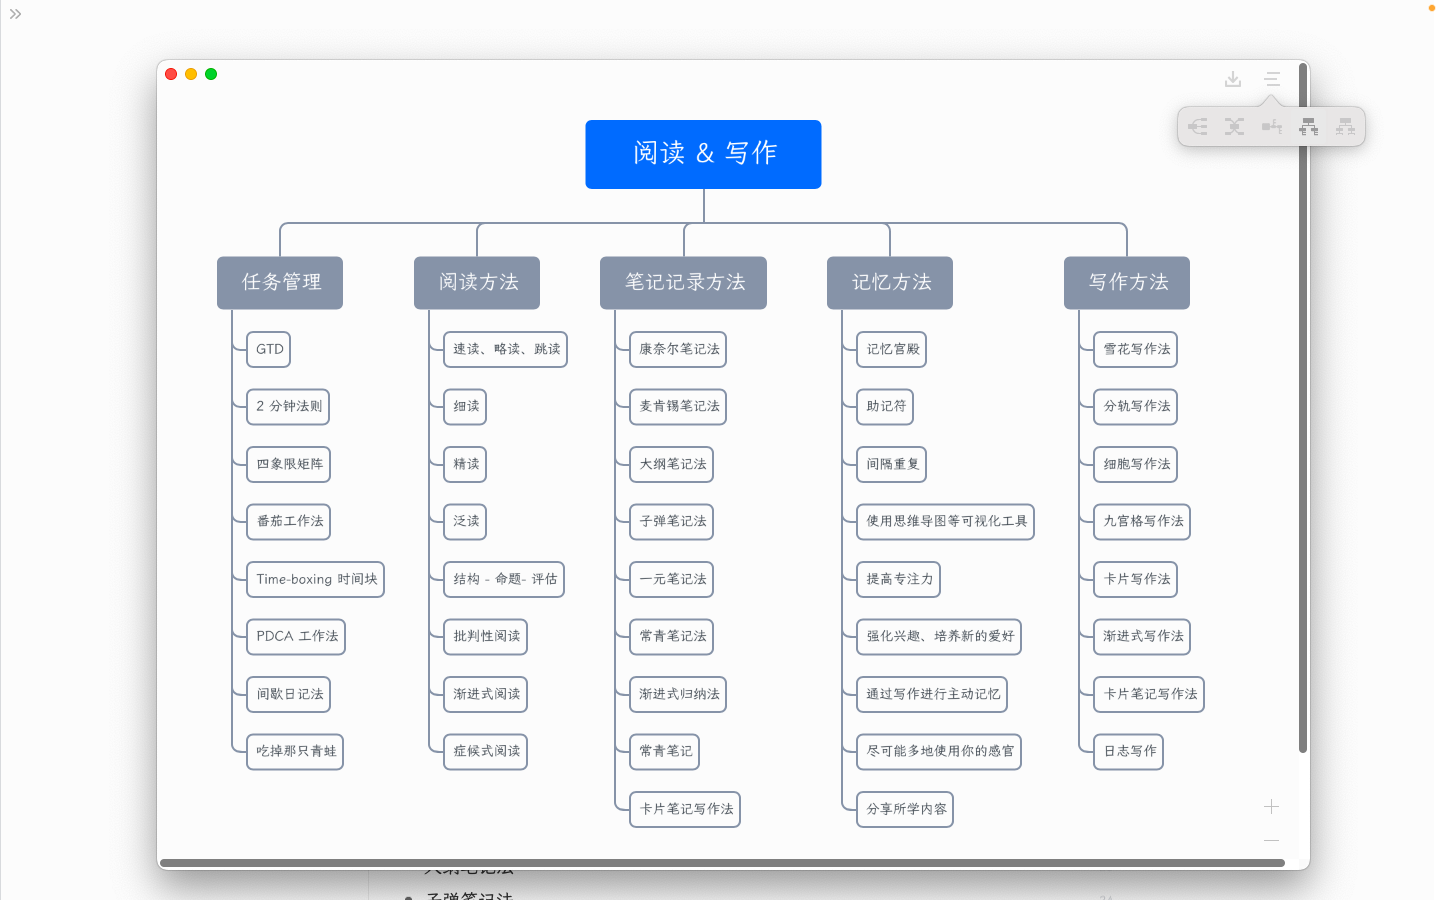 阅读 & 写作
任务管理
GTD
2 分钟法则
四象限矩阵
番茄工作法
Time-boxing 时间块
PDCA 工作法
间歇日记法
吃掉那只青蛙
阅读方法
速读、略读、跳读
细读
精读
泛读
结构 - 命题- 评估
批判性阅读
渐进式阅读
症候式阅读
笔记记录方法
康奈尔笔记法
麦肯锡笔记法
大纲笔记法
子弹笔记法
一元笔记法
常青笔记法
渐进式归纳法
常青笔记
卡片笔记写作法
记忆方法
记忆宫殿
助记符
间隔重复
使用思维导图等可视化工具
提高专注力
强化兴趣、培养新的爱好
通过写作进行主动记忆
尽可能多地使用你的感官
分享所学内容
写作方法
雪花写作法
分轨写作法
细胞写作法
九宫格写作法
卡片写作法
渐进式写作法
卡片笔记写作法
日志写作
大纲笔记法
子弹笔记法